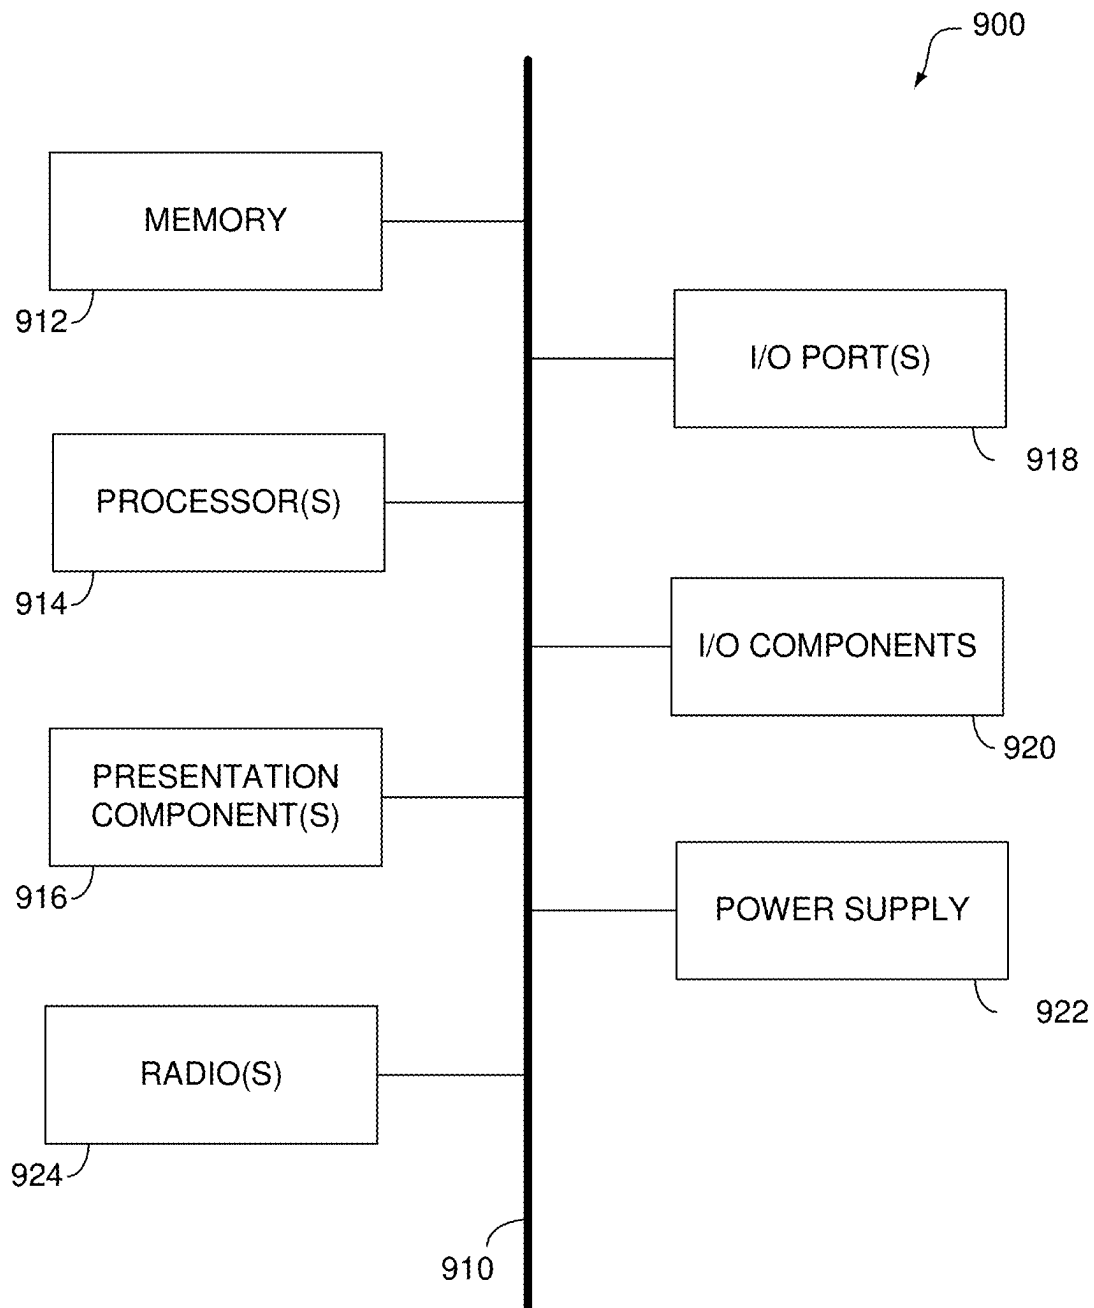 900
MEMORY
912
I/O PORT(S)
918
PROCESSOR(S)
914
I/O COMPONENTS
920
PRESENTATION
COMPONENT(S)
916
POWER SUPPLY
922
RADIO(S)
924
910